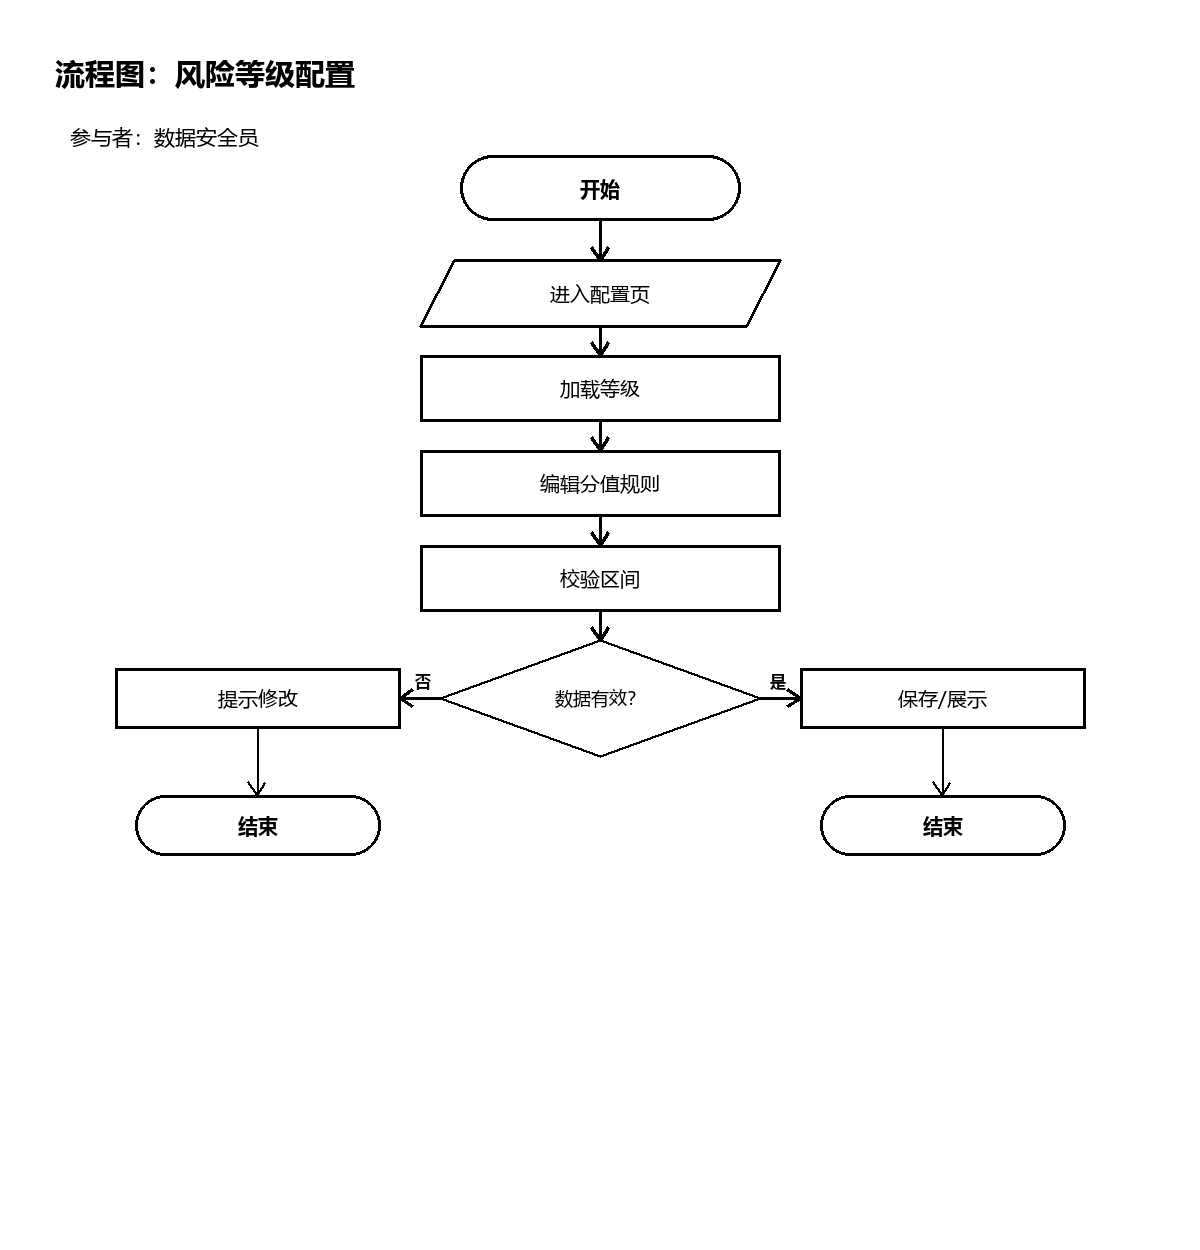 流程图：风险等级配置
参与者：数据安全员
开始
进入配置页
加载等级
编辑分值规则
校验区间
否
是
提示修改
数据有效?
保存/展示
结束
结束